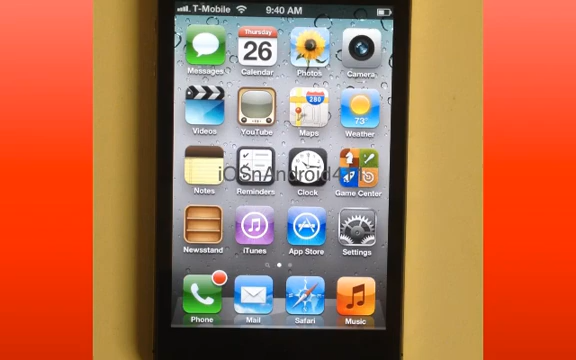 T-Mobile 9:40 AM
Messages Calendar Photos Camera
Thursday
26
Videos YouTube Maps Weather
280
73°
Notes Reminders Clock Game Center
iOSnAndroid4
Newsstand iTunes App Store Settings
Phone Mail Safari Music